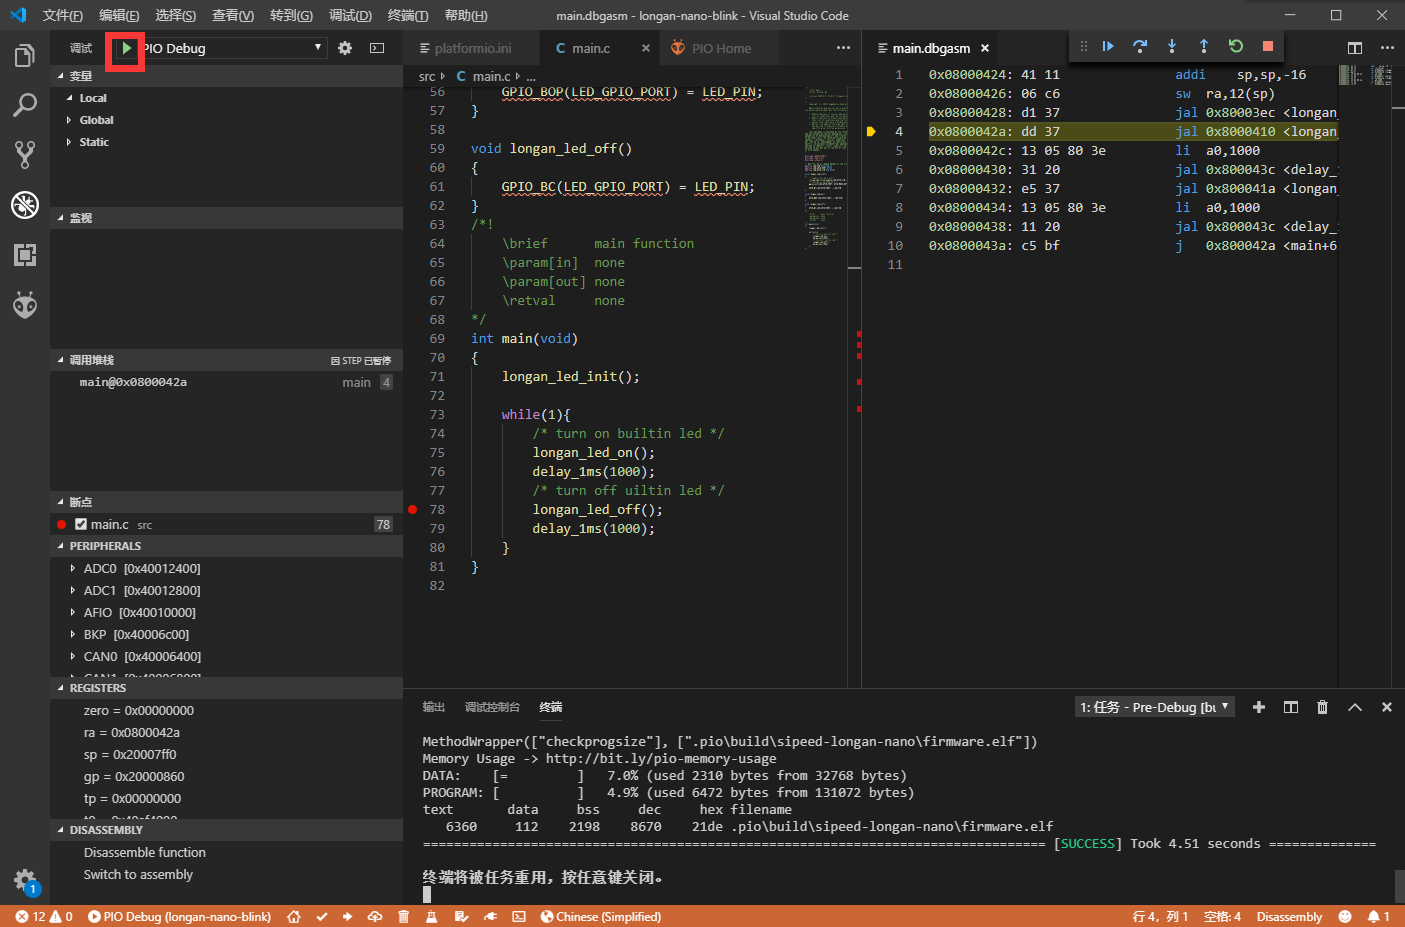 文件(F) 编辑(E) 选择(S) 查看(V) 转到(G) 调试(D) 终端(T) 帮助(H) main.dbgasm - longan-nano-blink - Visual Studio Code
调试 PIO Debug
变量
Local
Global
Static
监视
调用堆栈 因 STEP 已暂停
main@0x0800042a main 4
断点
main.c src 78
PERIPHERALS
ADC0 [0x40012400]
ADC1 [0x40012800]
AFIO [0x40010000]
BKP [0x40006c00]
CAN0 [0x40006400]
CAN1 [0x40006800]
REGISTERS
zero = 0x00000000
ra = 0x0800042a
sp = 0x20007ff0
gp = 0x20000860
tp = 0x00000000
DISASSEMBLY
Disassemble function
Switch to assembly
1
platformio.ini main.c PIO Home
src main.c ...
56 GPIO_BOP(LED_GPIO_PORT) = LED_PIN;
57 }
58
59 void longan_led_off()
60 {
61 GPIO_BC(LED_GPIO_PORT) = LED_PIN;
62 }
63 /*!
64 \brief main function
65 \param[in] none
66 \param[out] none
67 \retval none
68 */
69 int main(void)
70 {
71 longan_led_init();
72
73 while(1){
74 /* turn on builtin led */
75 longan_led_on();
76 delay_1ms(1000);
77 /* turn off uiltin led */
78 longan_led_off();
79 delay_1ms(1000);
80 }
81 }
82
main.dbgasm
1 0x08000424: 41 11 addi sp,sp,-16
2 0x08000426: 06 c6 sw ra,12(sp)
3 0x08000428: d1 37 jal 0x80003ec <longan_
4 0x0800042a: dd 37 jal 0x8000410 <longan_
5 0x0800042c: 13 05 80 3e li a0,1000
6 0x08000430: 31 20 jal 0x800043c <delay_
7 0x08000432: e5 37 jal 0x800041a <longan_
8 0x08000434: 13 05 80 3e li a0,1000
9 0x08000438: 11 20 jal 0x800043c <delay_
10 0x0800043a: c5 bf j 0x800042a <main+6
11
输出 调试控制台 终端 1: 任务 - Pre-Debug [bu
MethodWrapper(["checkprogsize"], [".pio\build\sipeed-longan-nano\firmware.elf"])
Memory Usage -> http://bit.ly/pio-memory-usage
DATA: [= ] 7.0% (used 2310 bytes from 32768 bytes)
PROGRAM: [ ] 4.9% (used 6472 bytes from 131072 bytes)
text data bss dec hex filename
6360 112 2198 8670 21de .pio\build\sipeed-longan-nano\firmware.elf
================================================================================= [SUCCESS] Took 4.51 seconds ==============
终端将被任务重用，按任意键关闭。
12 0 PIO Debug (longan-nano-blink) Chinese (Simplified) 行 4，列 1 空格: 4 Disassembly 1